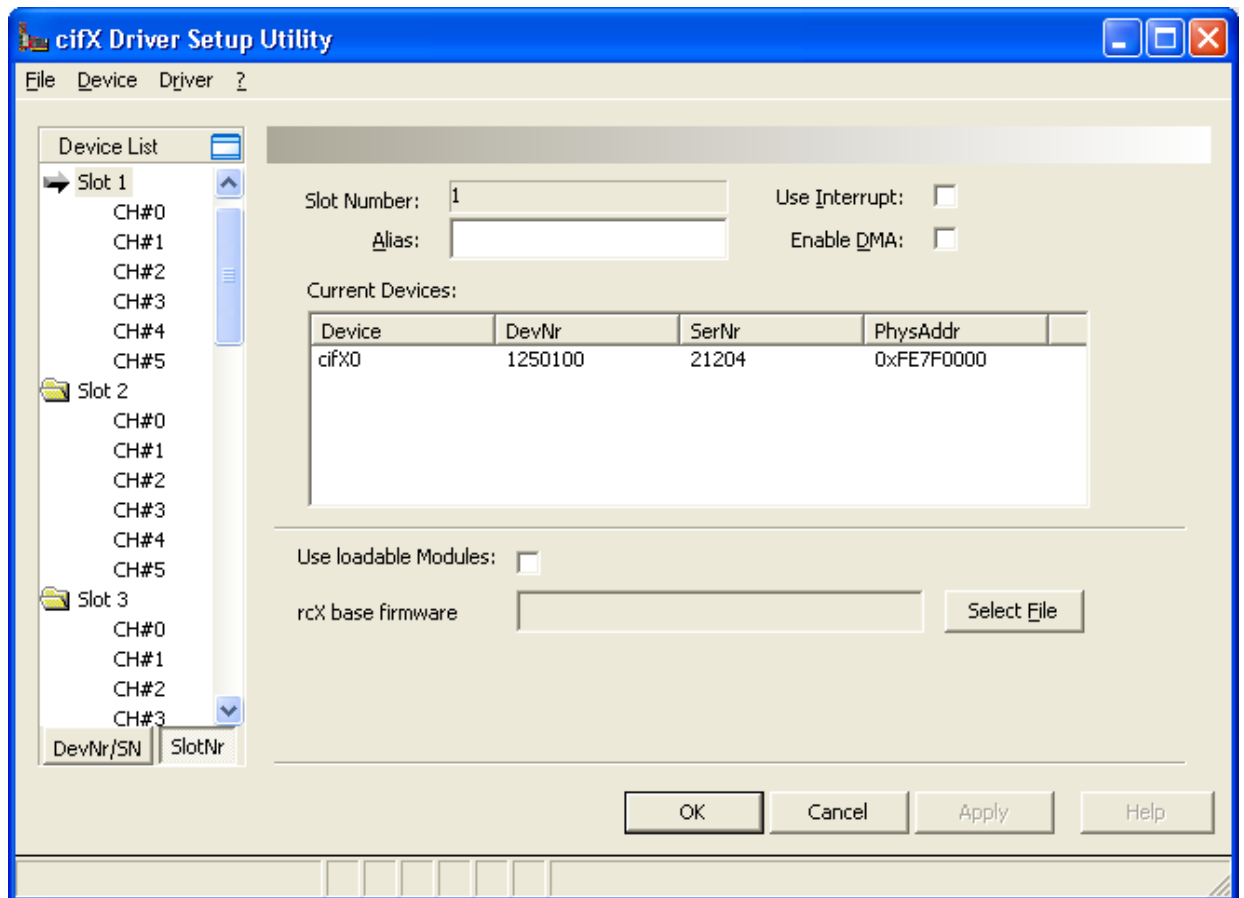 cifX Driver Setup Utility
File Device Driver ?
Device List
Slot 1
CH#0
CH#1
CH#2
CH#3
CH#4
CH#5
Slot 2
CH#0
CH#1
CH#2
CH#3
CH#4
CH#5
Slot 3
CH#0
CH#1
CH#2
CH#3
DevNr/SN SlotNr
Slot Number: 1 Use Interrupt:
Alias: Enable DMA:
Current Devices:
Device DevNr SerNr PhysAddr
cifX0 1250100 21204 0xFE7F0000
Use loadable Modules:
rcX base firmware Select File
OK Cancel Apply Help